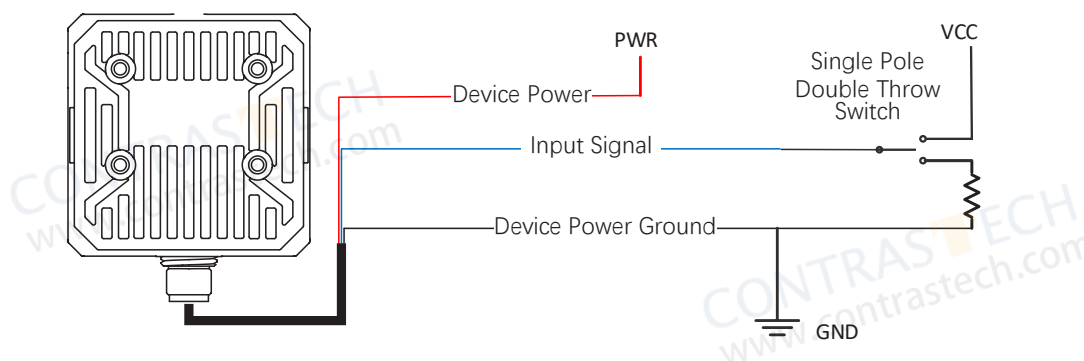 PWR
VCC
Single Pole
Double Throw
Switch
Device Power
Input Signal
Device Power Ground
GND
CONTRASTECH
www.contrastech.com
CONTRASTECH
www.contrastech.com